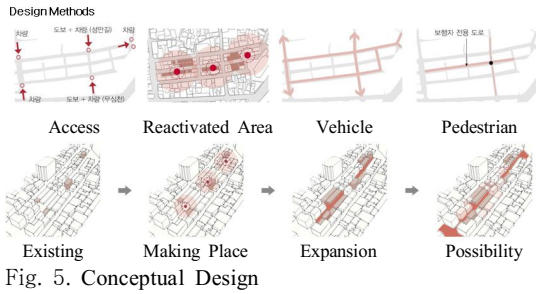 Design Methods
차량
도보 + 차량 (성안길)
차량
차량
도보 + 차량 (무심천)
보행자 전용 도로
Access Reactivated Area Vehicle Pedestrian
Existing Making Place Expansion Possibility
Fig. 5. Conceptual Design